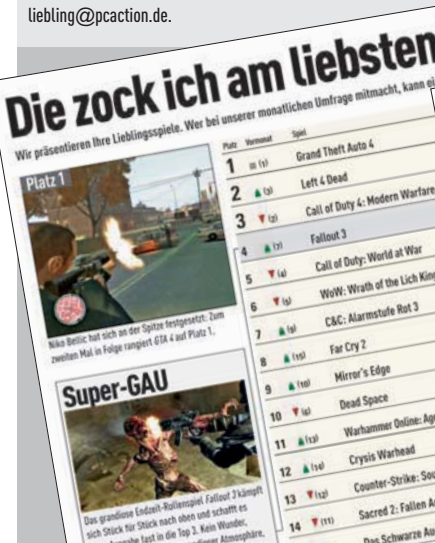 liebling@pcaction.de.
Die zock ich am liebsten
Wir präsentieren Ihre Lieblingsspiele. Wer bei unserer monatlichen Umfrage mitmacht, kann
Platz 1
Niko Bellic hat sich an der Spitze festgesetzt: Zum
zweiten Mal in Folge rangiert GTA 4 auf Platz 1.
Super-GAU
Das grandiose Endzeit-Rollenspiel Fallout 3 kämpft
sich Stück für Stück nach oben und schafft es
fast in die Top 3. Kein Wunder,
Atmosphäre,
Platz Vormonat Spiel
1 (1) Grand Theft Auto 4
2 ▲ (3) Left 4 Dead
3 ▼ (2) Call of Duty 4: Modern Warfare
4 ▲ (7) Fallout 3
5 ▼ (4) Call of Duty: World at War
6 ▼ (5) WoW: Wrath of the Lich King
7 ▲ (9) C&C: Alarmstufe Rot 3
8 ▲ (15) Far Cry 2
9 ▲ (10) Mirror's Edge
10 ▼ (6) Dead Space
11 ▲ (13) Warhammer Online:
12 ▲ (14) Crysis Warhead
13 ▼ (12) Counter-Strike:
14 ▼ (11) Sacred 2: Fallen
Das Schwarze